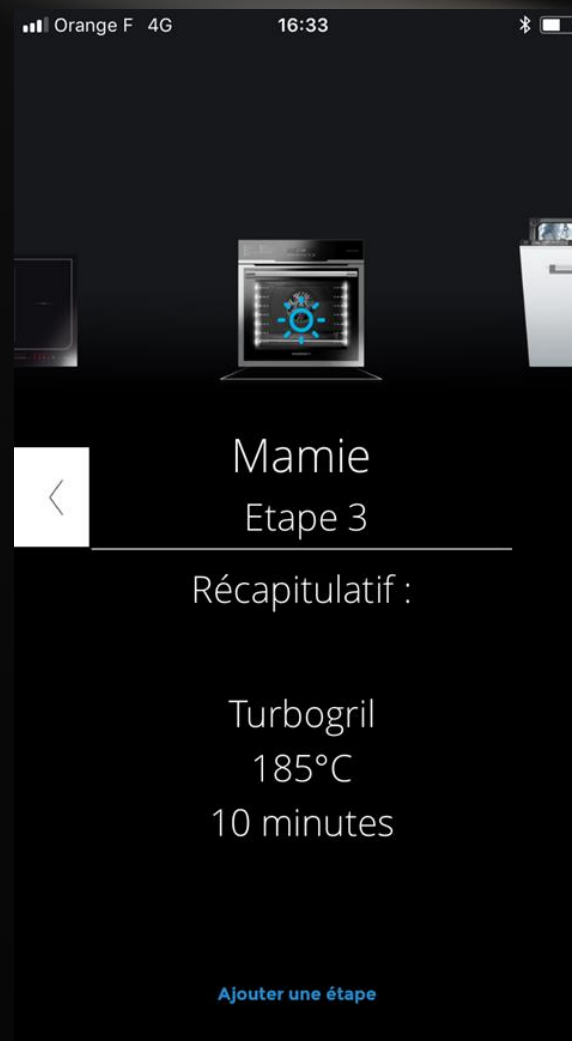 Orange F 4G 16:33
Mamie
Etape 3
Récapitulatif :
Turbogril
185°C
10 minutes
Ajouter une étape